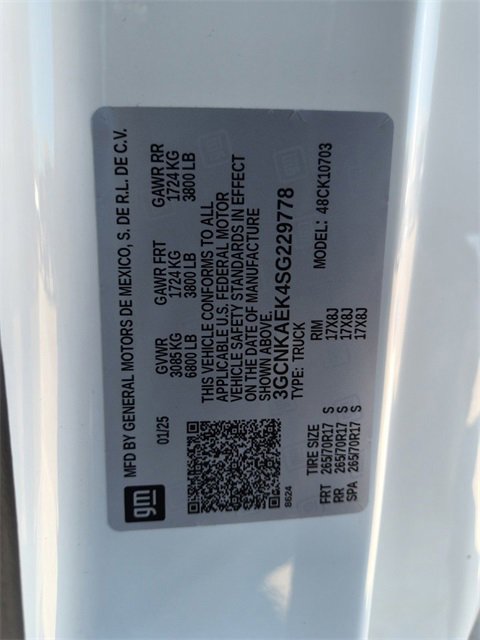 gm
MFD BY GENERAL MOTORS DE MEXICO, S. DE R.L. DE C.V.
01/25
GVWR GAWR FRT GAWR RR
3085 KG 1724 KG 1724 KG
6800 LB 3800 LB 3800 LB
THIS VEHICLE CONFORMS TO ALL
APPLICABLE U.S. FEDERAL MOTOR
VEHICLE SAFETY STANDARDS IN EFFECT
ON THE DATE OF MANUFACTURE
SHOWN ABOVE.
3GCNKAEK4SG229778
TYPE: TRUCK MODEL: 48CK10703
8624
TIRE SIZE RIM
FRT 265/70R17 S 17X8J
RR 265/70R17 S 17X8J
SPA 265/70R17 S 17X8J